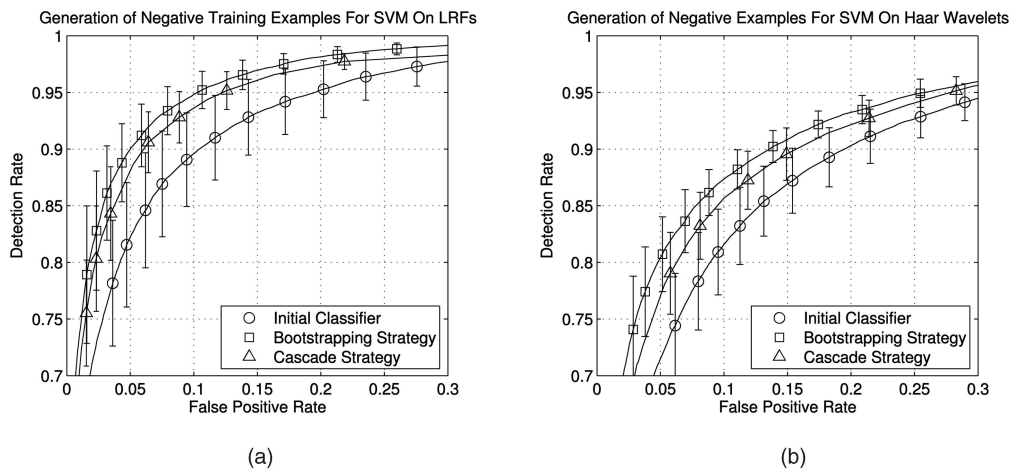 Generation of Negative Training Examples For SVM On LRFs
1
0.95
0.9
0.85
0.8
0.75
0.7
Detection Rate
0
0.05
0.1
0.15
0.2
0.25
0.3
False Positive Rate
Initial Classifier
Bootstrapping Strategy
Cascade Strategy
(a)
Generation of Negative Examples For SVM On Haar Wavelets
1
0.95
0.9
0.85
0.8
0.75
0.7
Detection Rate
0
0.05
0.1
0.15
0.2
0.25
0.3
False Positive Rate
Initial Classifier
Bootstrapping Strategy
Cascade Strategy
(b)